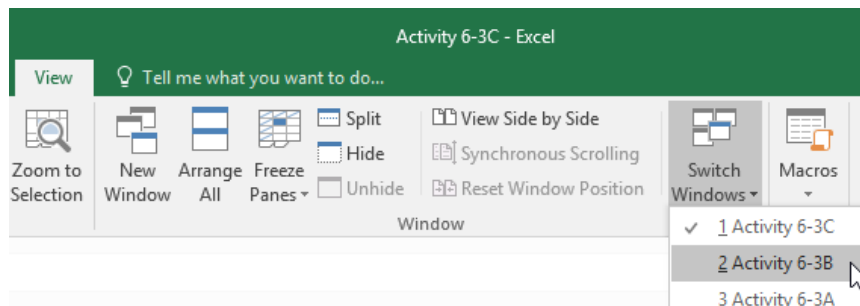 Activity 6-3C - Excel
View Tell me what you want to do...
Split View Side by Side
Hide Synchronous Scrolling
Zoom to New Arrange Freeze Switch Macros
Selection Window All Panes Unhide Reset Window Position Windows
Window
1 Activity 6-3C
2 Activity 6-3B
3 Activity 6-3A